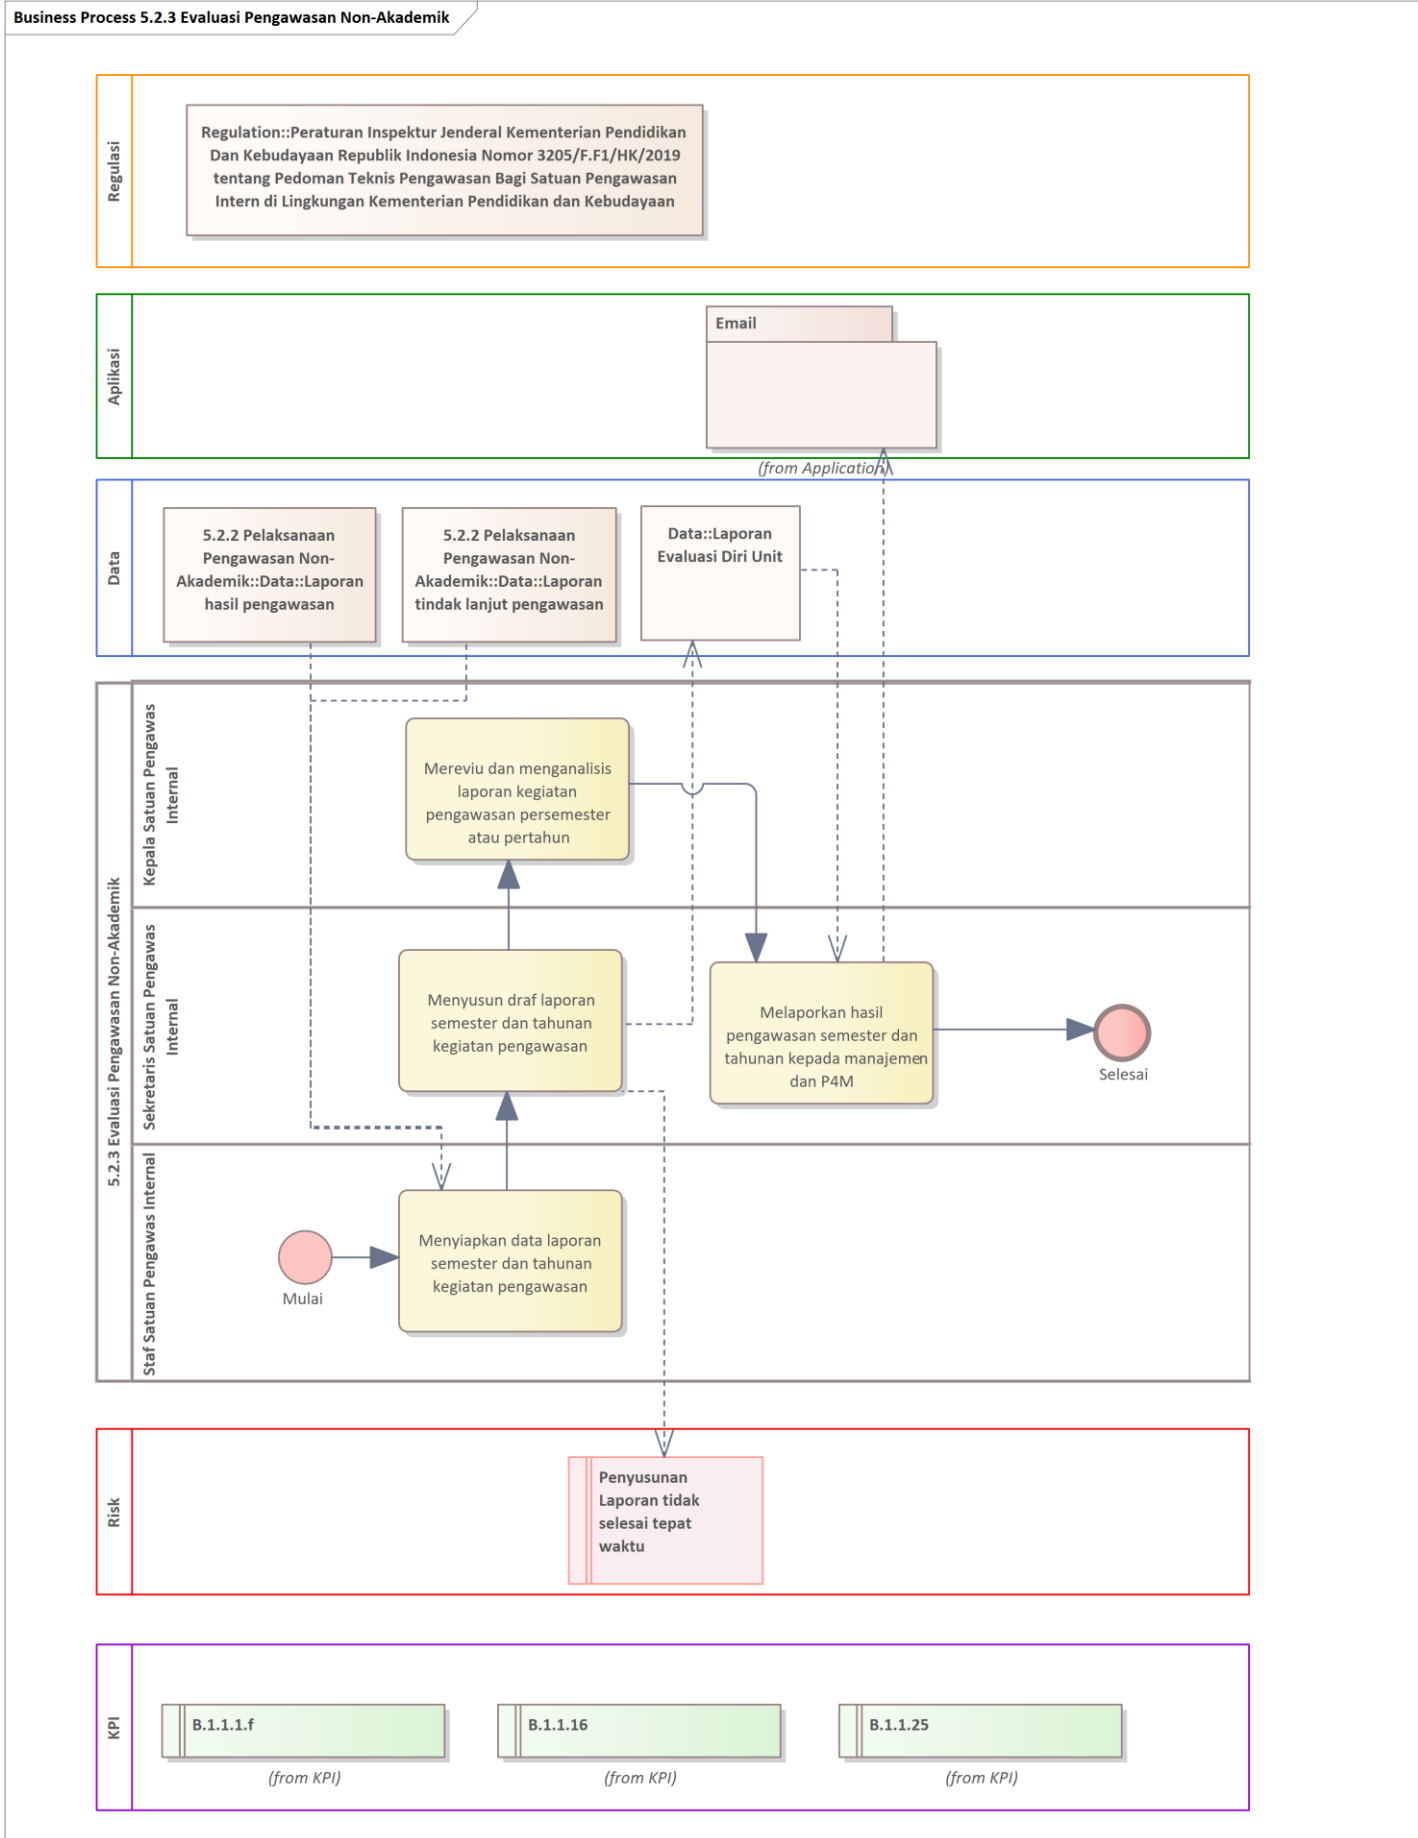 Business Process 5.2.3 Evaluasi Pengawasan Non-Akademik
Regulasi
Regulation::Peraturan Inspektur Jenderal Kementerian Pendidikan
Dan Kebudayaan Republik Indonesia Nomor 3205/F.F1/HK/2019
tentang Pedoman Teknis Pengawasan Bagi Satuan Pengawasan
Intern di Lingkungan Kementerian Pendidikan dan Kebudayaan
Aplikasi
Email
(from Application)
Data
5.2.2 Pelaksanaan
Pengawasan Non-
Akademik::Data::Laporan
hasil pengawasan
5.2.2 Pelaksanaan
Pengawasan Non-
Akademik::Data::Laporan
tindak lanjut pengawasan
Data::Laporan
Evaluasi Diri Unit
5.2.3 Evaluasi Pengawasan Non-Akademik
Kepala Satuan Pengawas
Internal
Mereviu dan menganalisis
laporan kegiatan
pengawasan persemester
atau pertahun
Sekretaris Satuan Pengawas
Internal
Menyusun draf laporan
semester dan tahunan
kegiatan pengawasan
Melaporkan hasil
pengawasan semester dan
tahunan kepada manajemen
dan P4M
Selesai
Staf Satuan Pengawas Internal
Mulai
Menyiapkan data laporan
semester dan tahunan
kegiatan pengawasan
Risk
Penyusunan
Laporan tidak
selesai tepat
waktu
KPI
B.1.1.1.f
(from KPI)
B.1.1.16
(from KPI)
B.1.1.25
(from KPI)